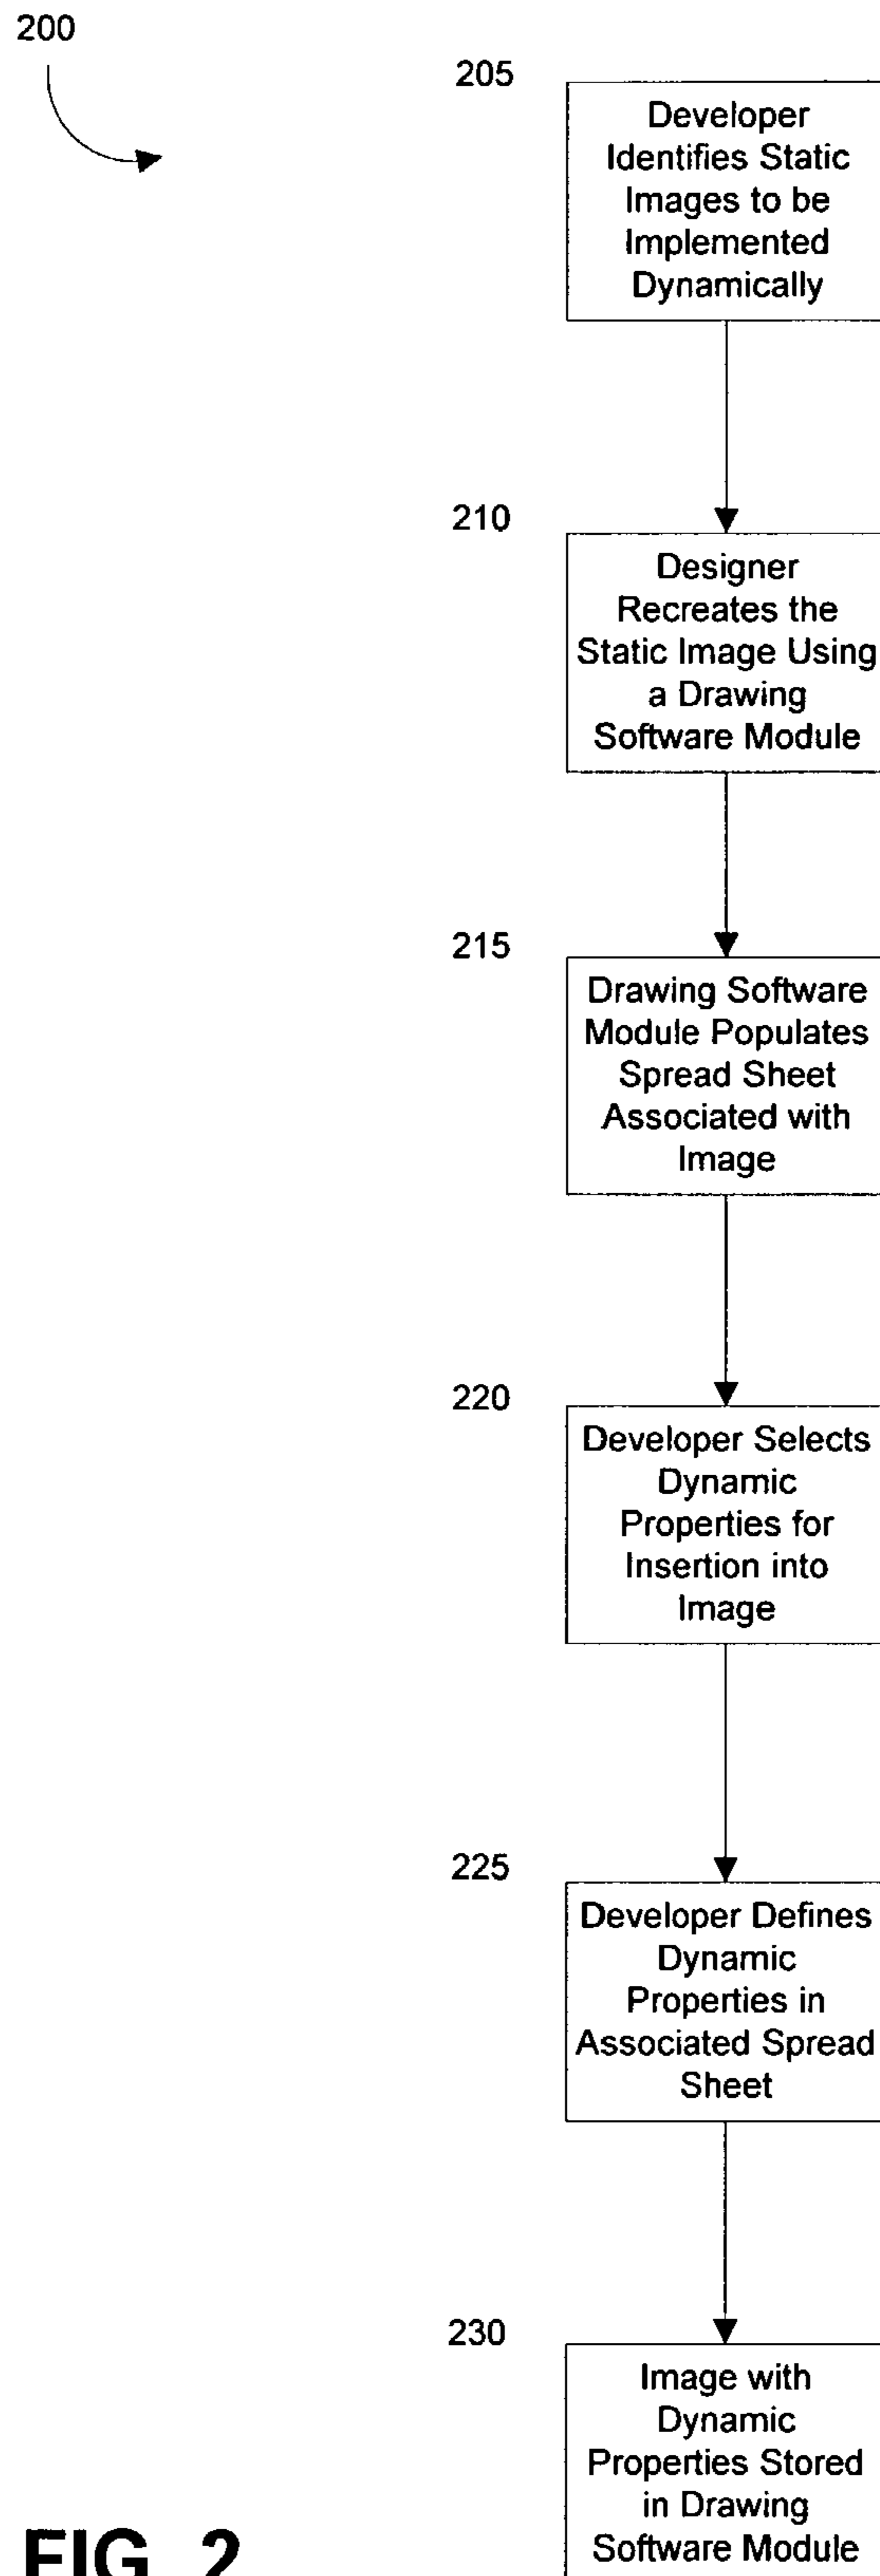 200
205
Developer
Identifies Static
Images to be
Implemented
Dynamically
210
Designer
Recreates the
Static Image Using
a Drawing
Software Module
215
Drawing Software
Module Populates
Spread Sheet
Associated with
Image
220
Developer Selects
Dynamic
Properties for
Insertion into
Image
225
Developer Defines
Dynamic
Properties in
Associated Spread
Sheet
230
Image with
Dynamic
Properties Stored
in Drawing
Software Module
FIG. 2